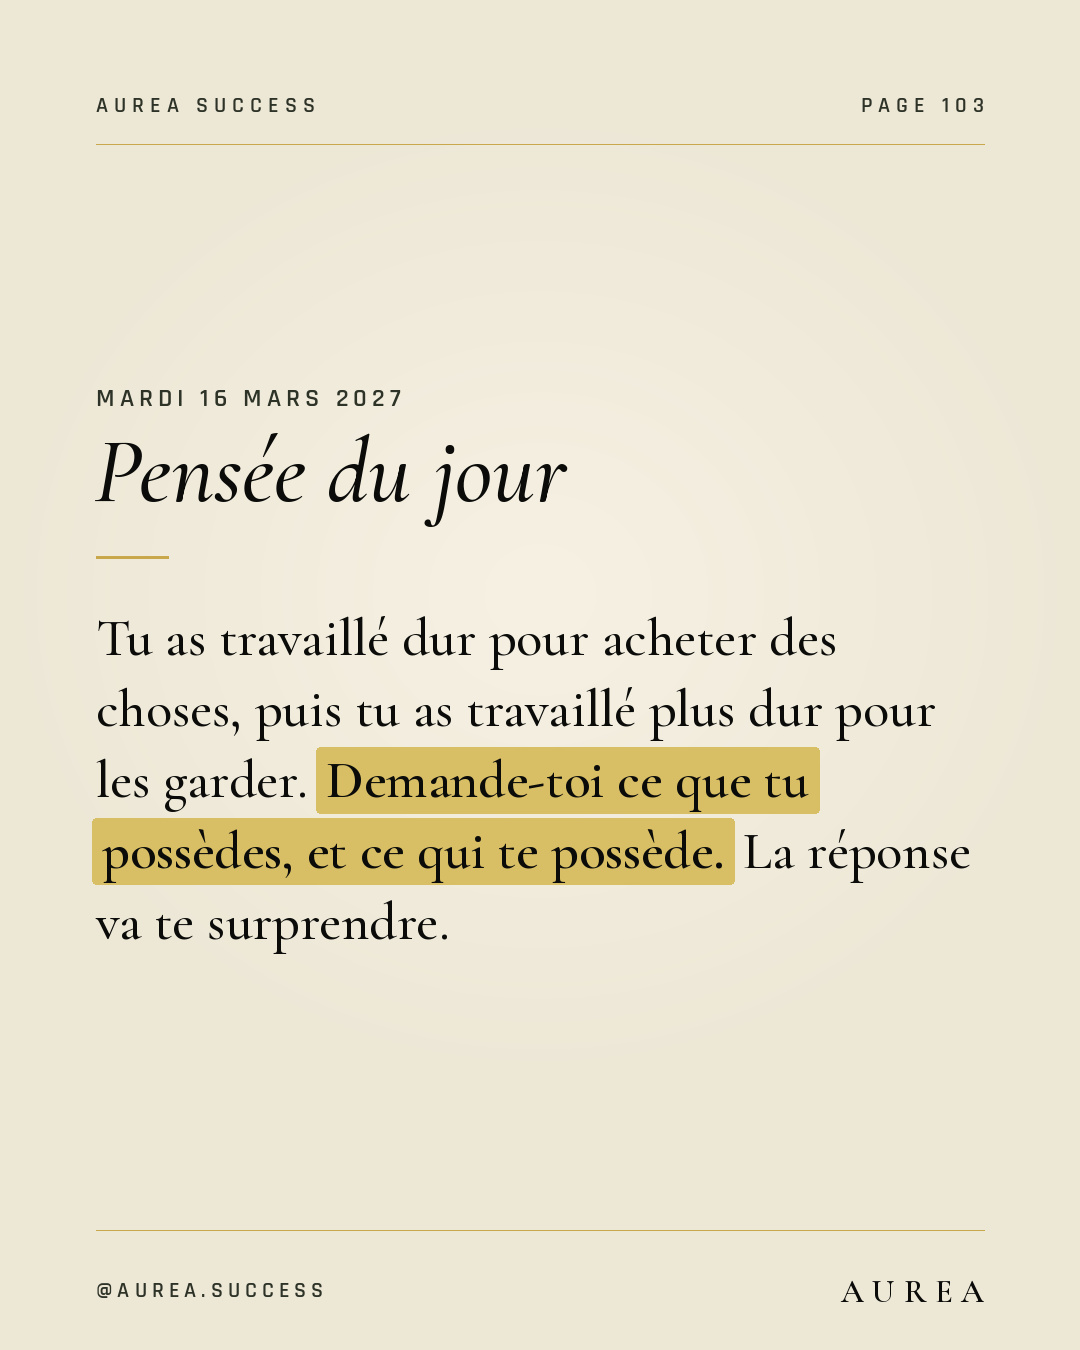 AUREA SUCCESS
PAGE 103
MARDI 16 MARS 2027
Pensée du jour
Tu as travaillé dur pour acheter des
choses, puis tu as travaillé plus dur pour
les garder. Demande-toi ce que tu
possèdes, et ce qui te possède. La réponse
va te surprendre.
@AUREA.SUCCESS
AUREA